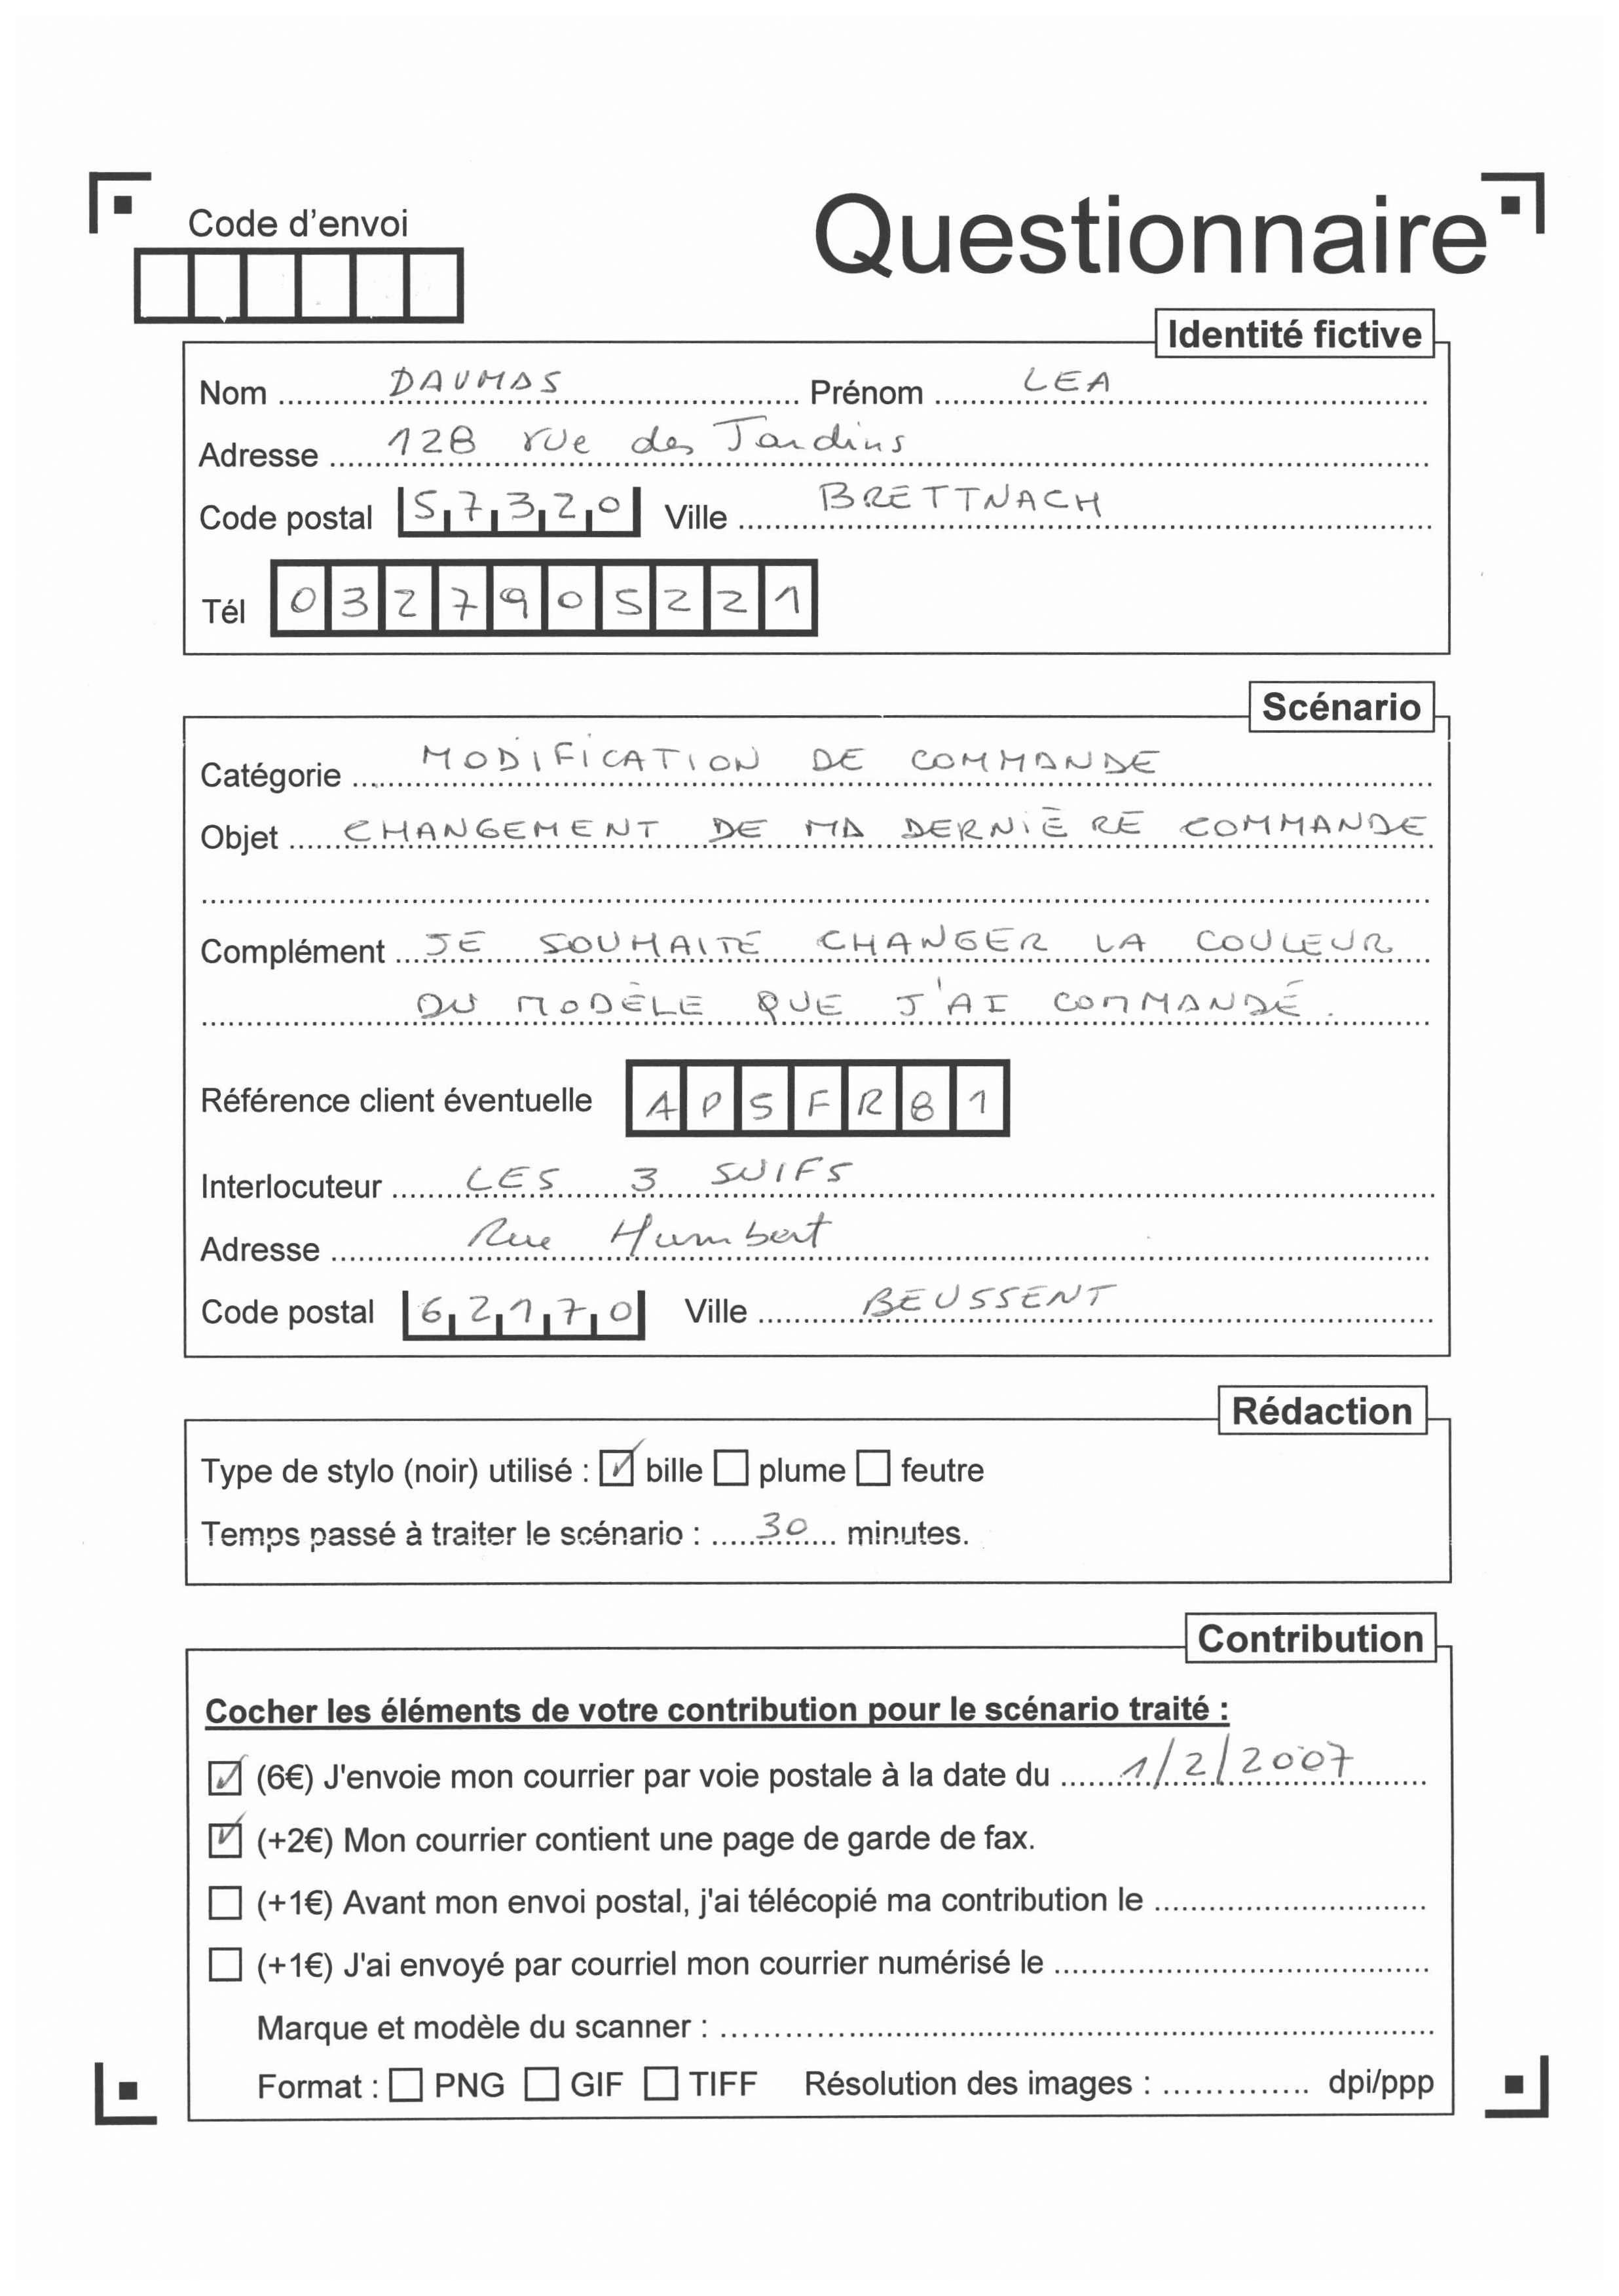 Code d'envoi
Questionnaire
Identité fictive
Nom DAUMAS Prénom LEA
Adresse 128 rue des Jardins
Code postal 57320 Ville BRETTNACH
Tél 0327905221
Scénario
Catégorie MODIFICATION DE COMMANDE
Objet CHANGEMENT DE MA DERNIÈRE COMMANDE
Complément JE SOUHAITE CHANGER LA COULEUR
DU MODÈLE QUE J'AI COMMANDÉ.
Référence client éventuelle APSFR81
Interlocuteur LES 3 SUIFS
Adresse Rue Humbert
Code postal 62170 Ville BEUSSENT
Rédaction
Type de stylo (noir) utilisé : ☑ bille ☐ plume ☐ feutre
Temps passé à traiter le scénario : 30 minutes.
Contribution
Cocher les éléments de votre contribution pour le scénario traité :
☑ (6€) J'envoie mon courrier par voie postale à la date du 1/2/2007
☑ (+2€) Mon courrier contient une page de garde de fax.
☐ (+1€) Avant mon envoi postal, j'ai télécopié ma contribution le
☐ (+1€) J'ai envoyé par courriel mon courrier numérisé le
Marque et modèle du scanner :
Format : ☐ PNG ☐ GIF ☐ TIFF Résolution des images : dpi/ppp